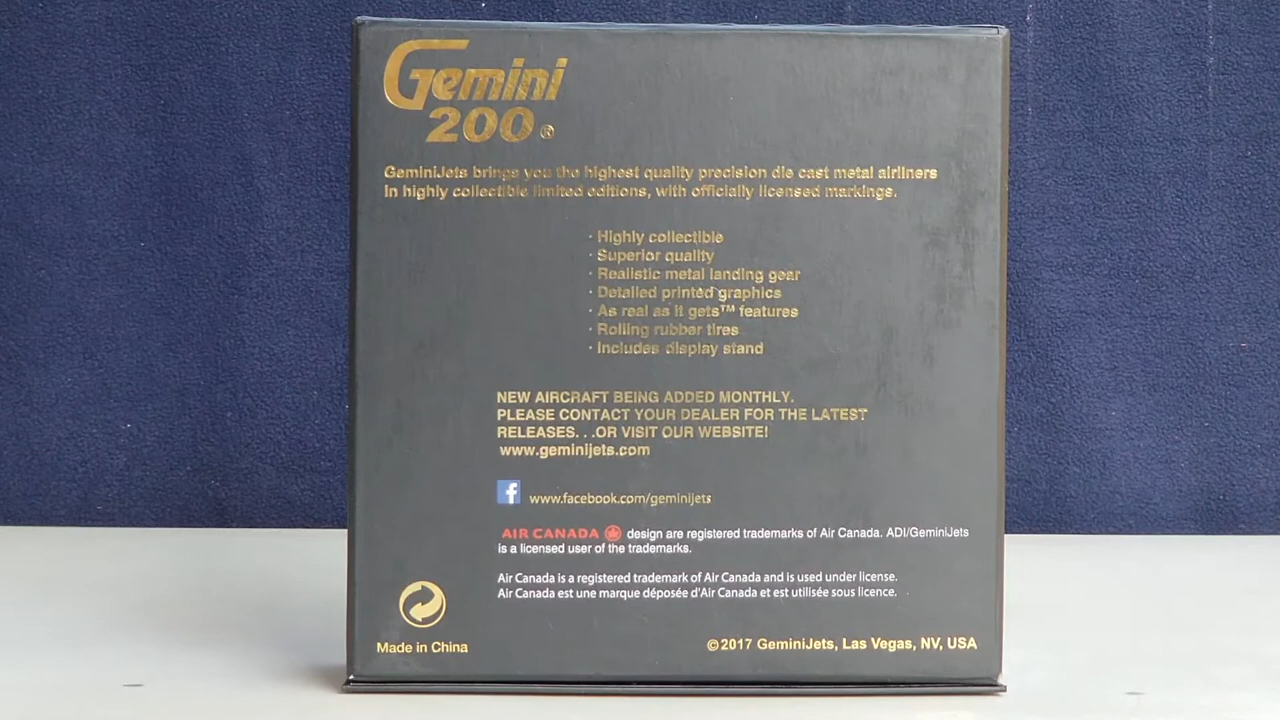 Gemini
200®
GeminiJets brings you the highest quality precision die cast metal airliners
in highly collectible limited editions, with officially licensed markings.
· Highly collectible
· Superior quality
· Realistic metal landing gear
· Detailed printed graphics
· As real as it gets™ features
· Rolling rubber tires
· Includes display stand
NEW AIRCRAFT BEING ADDED MONTHLY.
PLEASE CONTACT YOUR DEALER FOR THE LATEST
RELEASES. . .OR VISIT OUR WEBSITE!
www.geminijets.com
f www.facebook.com/geminijets
AIR CANADA design are registered trademarks of Air Canada. ADI/GeminiJets
is a licensed user of the trademarks.
Air Canada is a registered trademark of Air Canada and is used under license.
Air Canada est une marque déposée d'Air Canada et est utilisée sous licence.
Made in China
©2017 GeminiJets, Las Vegas, NV, USA